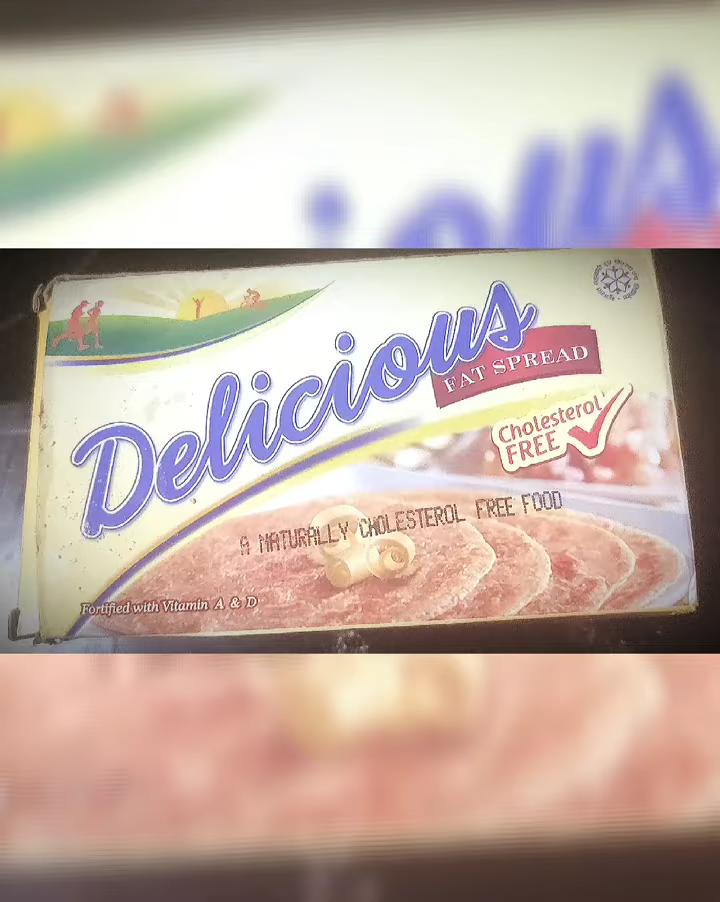 Delicious
FAT SPREAD
Cholesterol
FREE
A NATURALLY CHOLESTEROL FREE FOOD
Fortified with Vitamin A & D